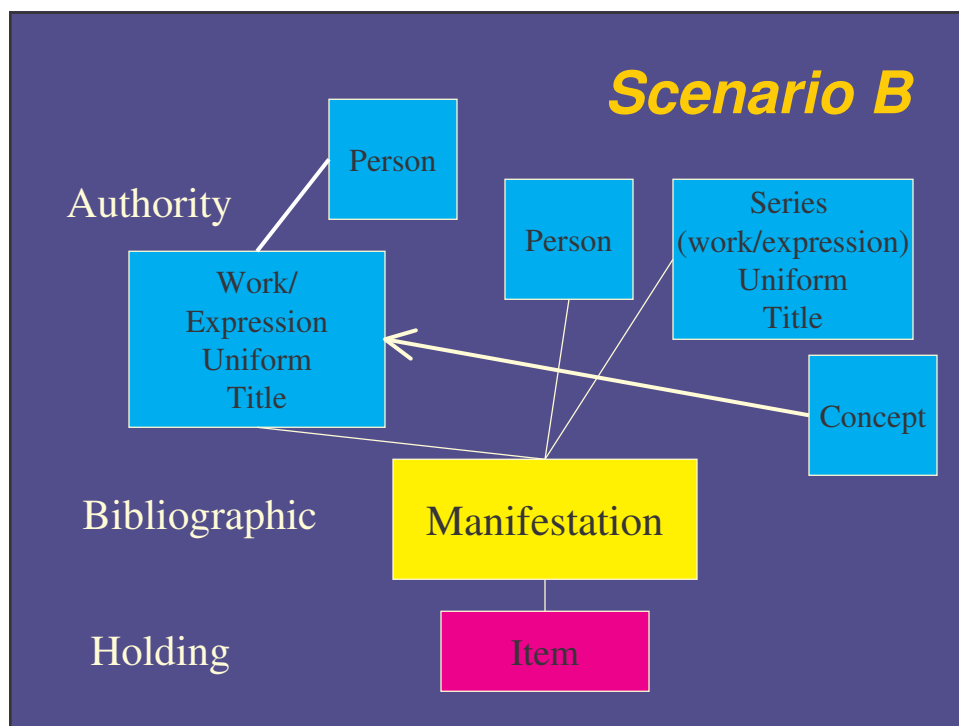 Scenario B
Person
Authority
Person
Series
(work/expression)
Uniform
Title
Work/
Expression
Uniform
Title
Concept
Bibliographic
Manifestation
Holding
Item